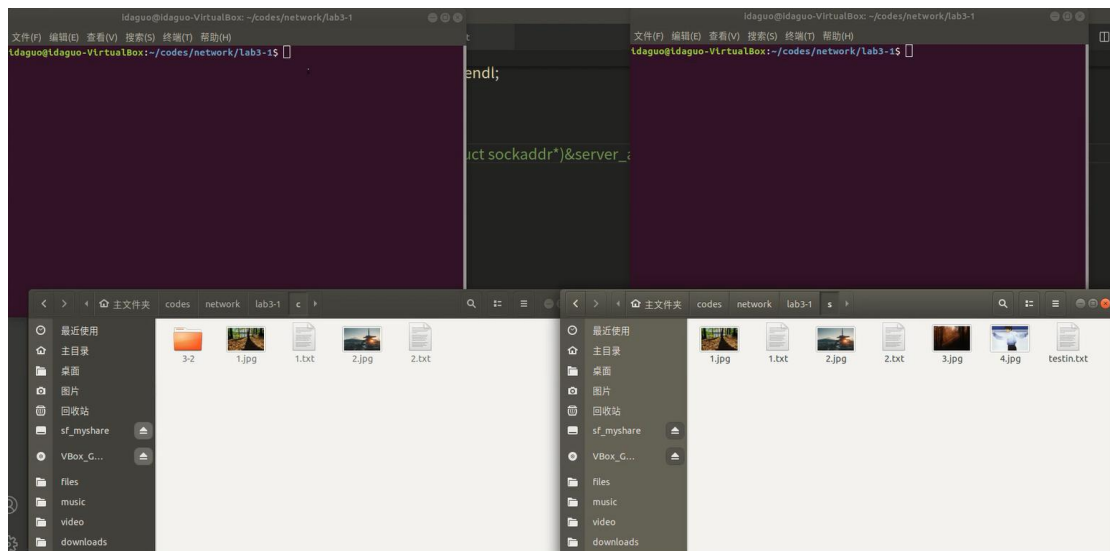 idaguo@idaguo-VirtualBox: ~/codes/network/lab3-1
文件(F) 编辑(E) 查看(V) 搜索(S) 终端(T) 帮助(H)
idaguo@idaguo-VirtualBox:~/codes/network/lab3-1$
t
endl;
uct sockaddr*)&server_a
idaguo@idaguo-VirtualBox: ~/codes/network/lab3-1
文件(F) 编辑(E) 查看(V) 搜索(S) 终端(T) 帮助(H)
idaguo@idaguo-VirtualBox:~/codes/network/lab3-1$
主文件夹 codes network lab3-1 c
最近使用
主目录
桌面
图片
回收站
sf_myshare
VBox_G...
files
music
video
downloads
3-2 1.jpg 1.txt 2.jpg 2.txt
主文件夹 codes network lab3-1 s
最近使用
主目录
桌面
图片
回收站
sf_myshare
VBox_G...
files
music
video
downloads
1.jpg 1.txt 2.jpg 2.txt 3.jpg 4.jpg testin.txt